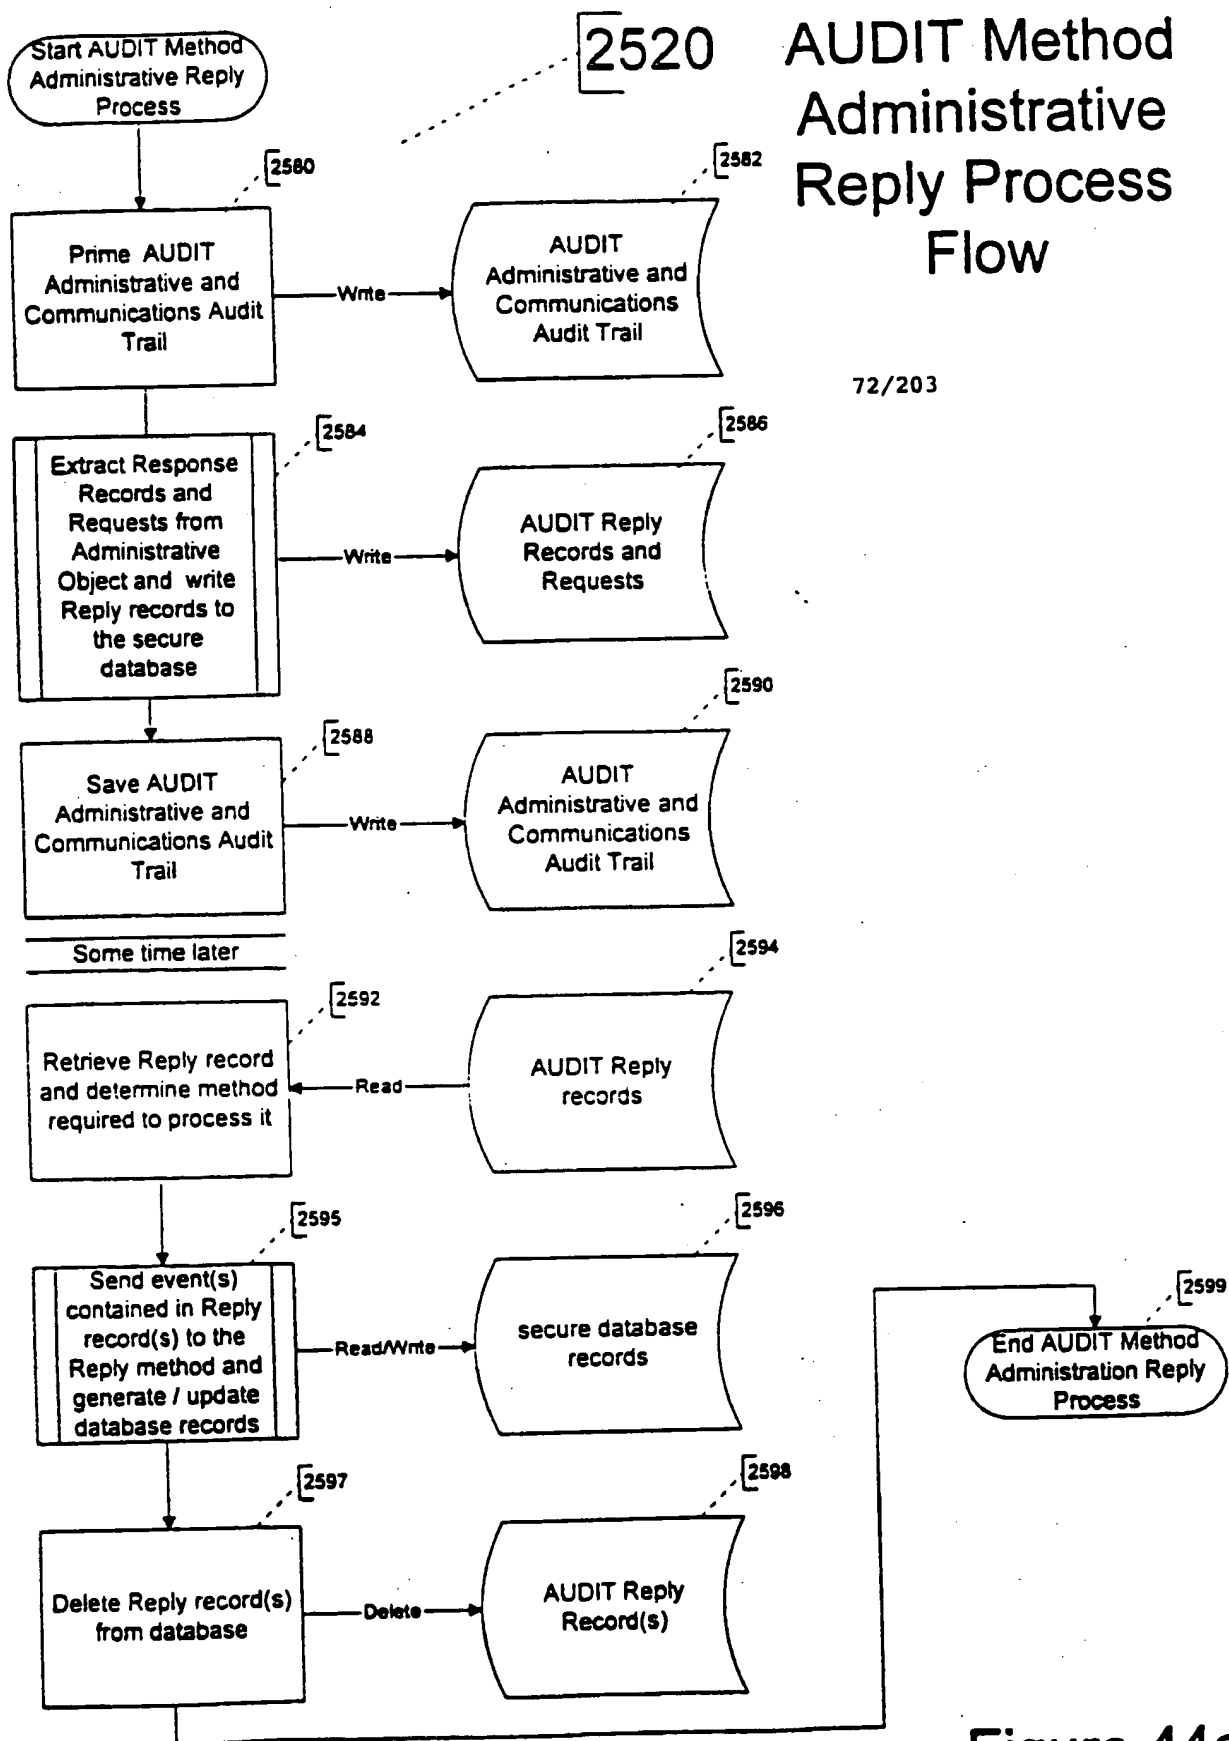 2520
AUDIT Method
Administrative
Reply Process
Flow
72/203
Start AUDIT Method
Administrative Reply
Process
2580
Prime AUDIT
Administrative and
Communications Audit
Trail
Write
2582
AUDIT
Administrative and
Communications
Audit Trail
2584
Extract Response
Records and
Requests from
Administrative
Object and write
Reply records to
the secure
database
Write
2586
AUDIT Reply
Records and
Requests
2588
Save AUDIT
Administrative and
Communications Audit
Trail
Write
2590
AUDIT
Administrative and
Communications
Audit Trail
Some time later
2592
Retrieve Reply record
and determine method
required to process it
Read
2594
AUDIT Reply
records
2595
Send event(s)
contained in Reply
record(s) to the
Reply method and
generate / update
database records
Read/Write
2596
secure database
records
2597
Delete Reply record(s)
from database
Delete
2598
AUDIT Reply
Record(s)
2599
End AUDIT Method
Administration Reply
Process
Figure